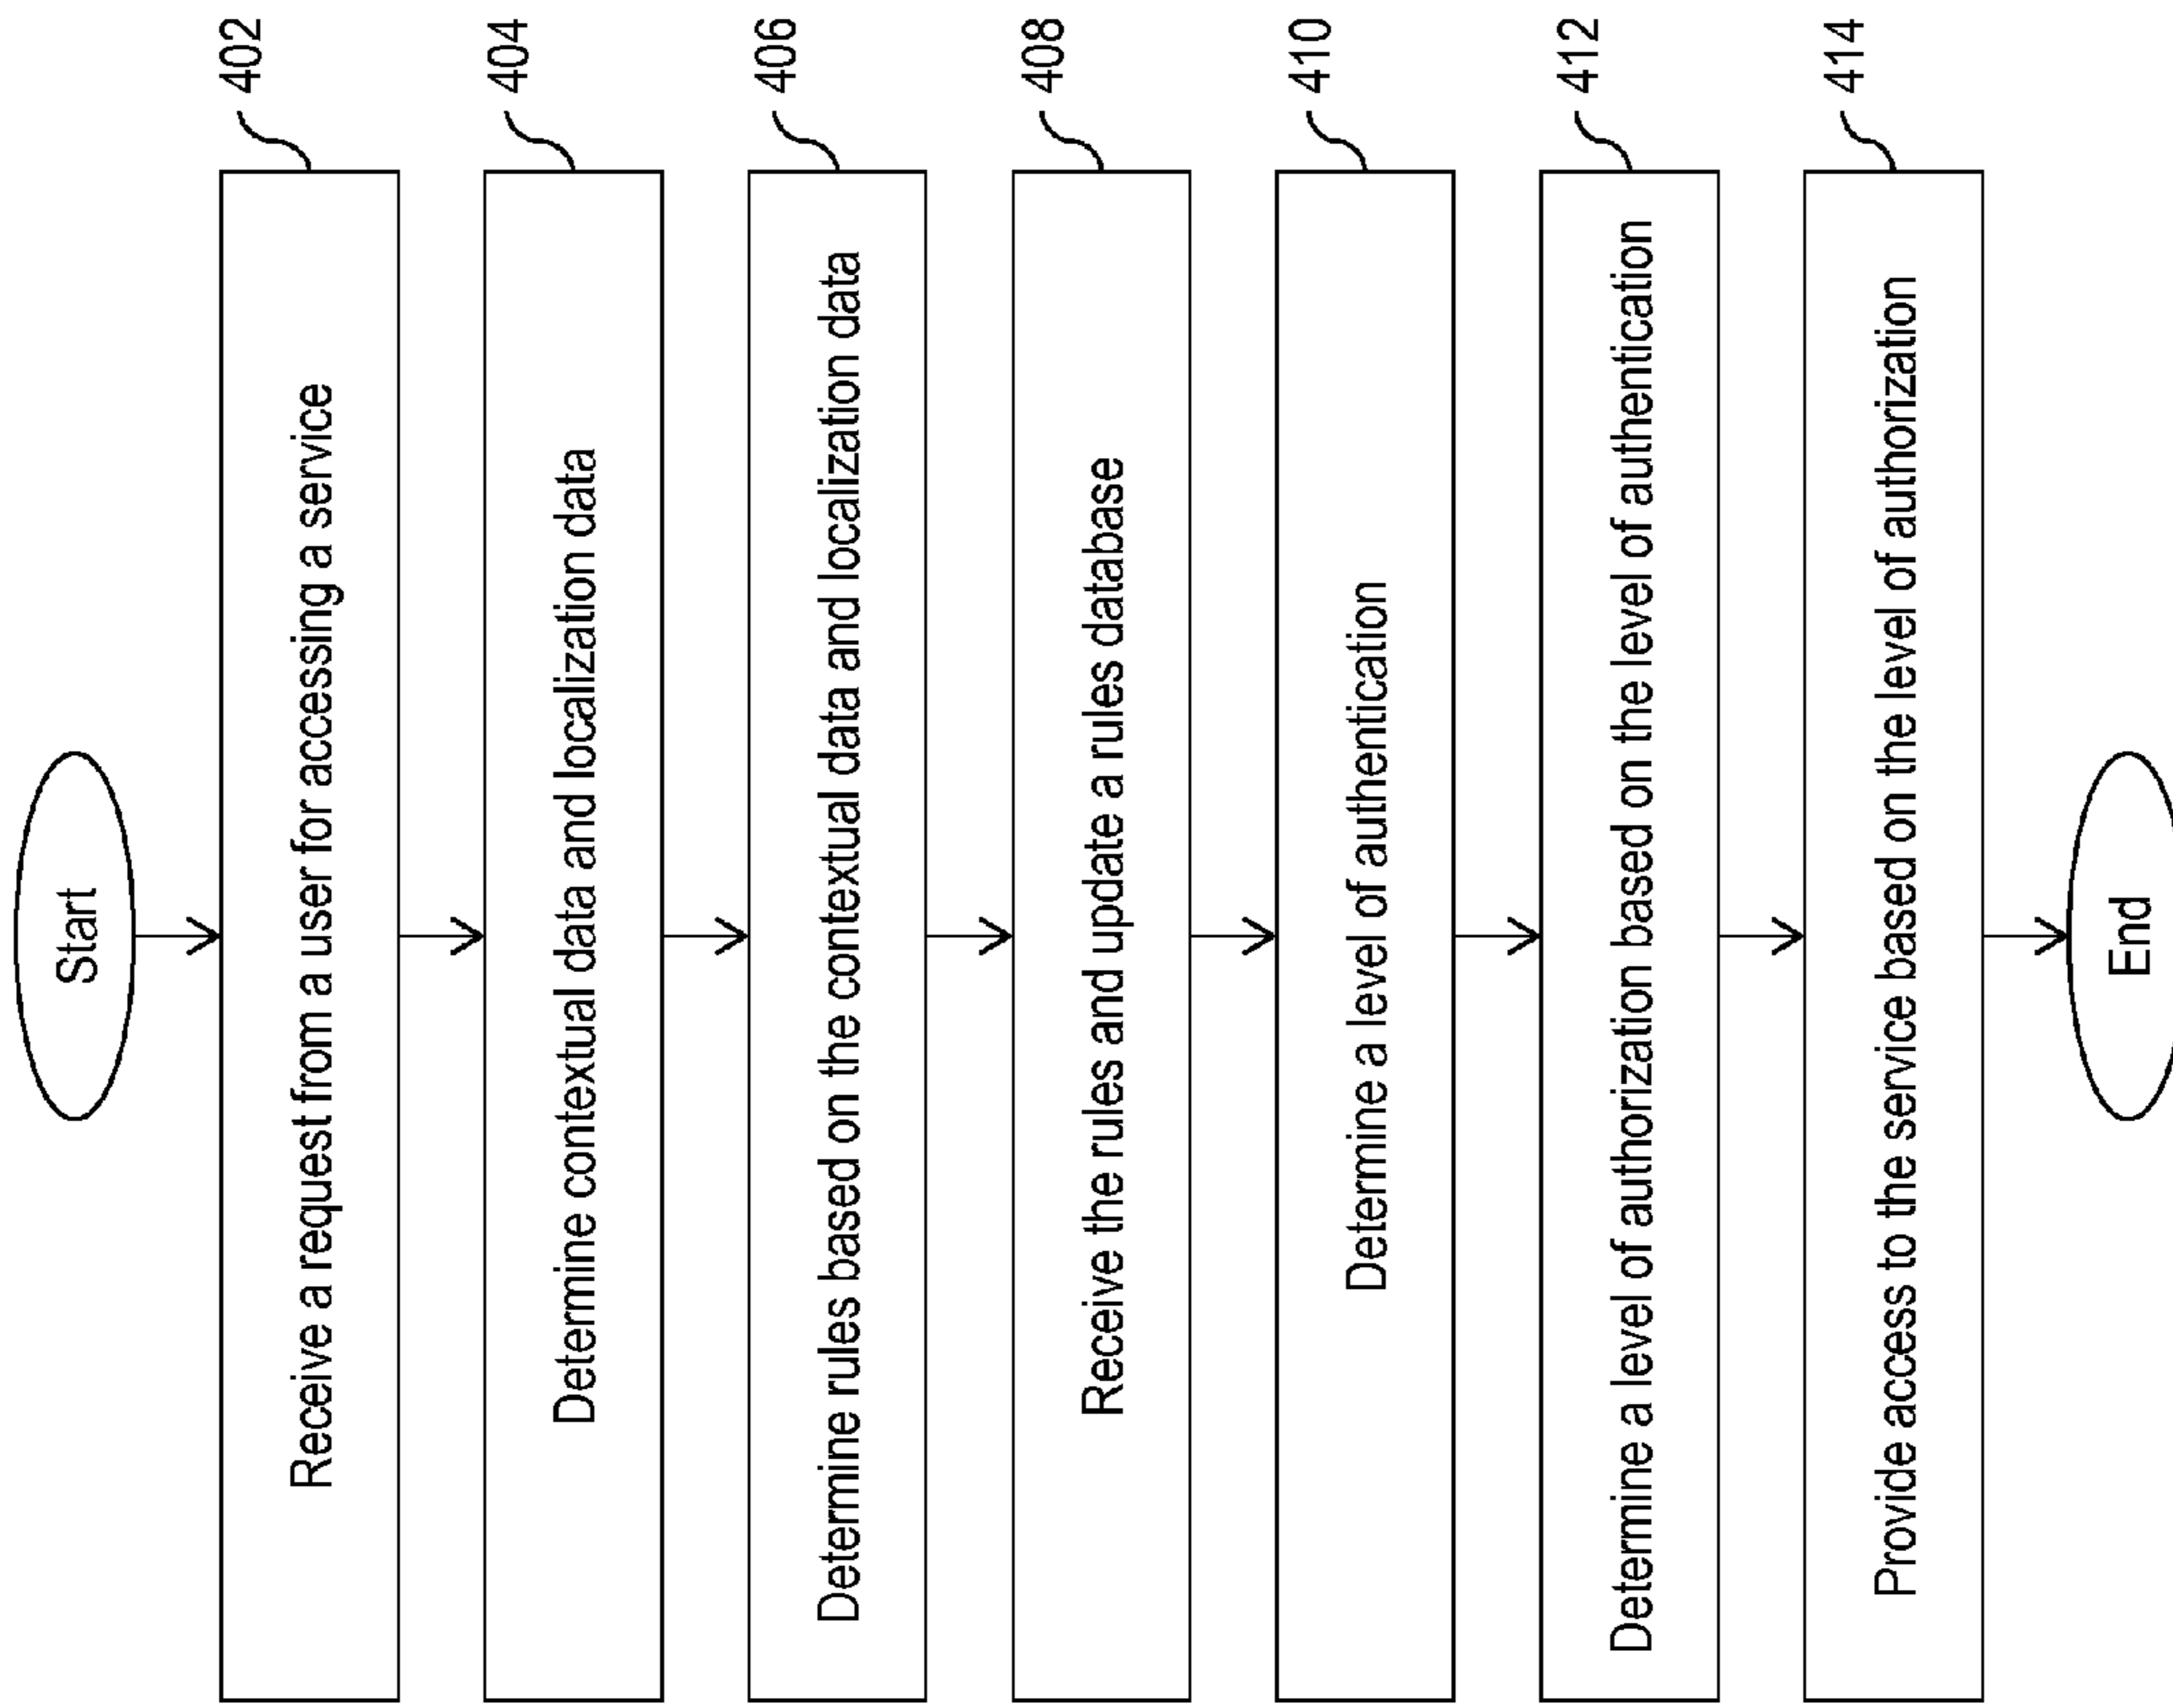 Start
402
Receive a request from a user for accessing a service
404
Determine contextual data and localization data
406
Determine rules based on the contextual data and localization data
408
Receive the rules and update a rules database
410
Determine a level of authentication
412
Determine a level of authorization based on the level of authentication
414
Provide access to the service based on the level of authorization
End